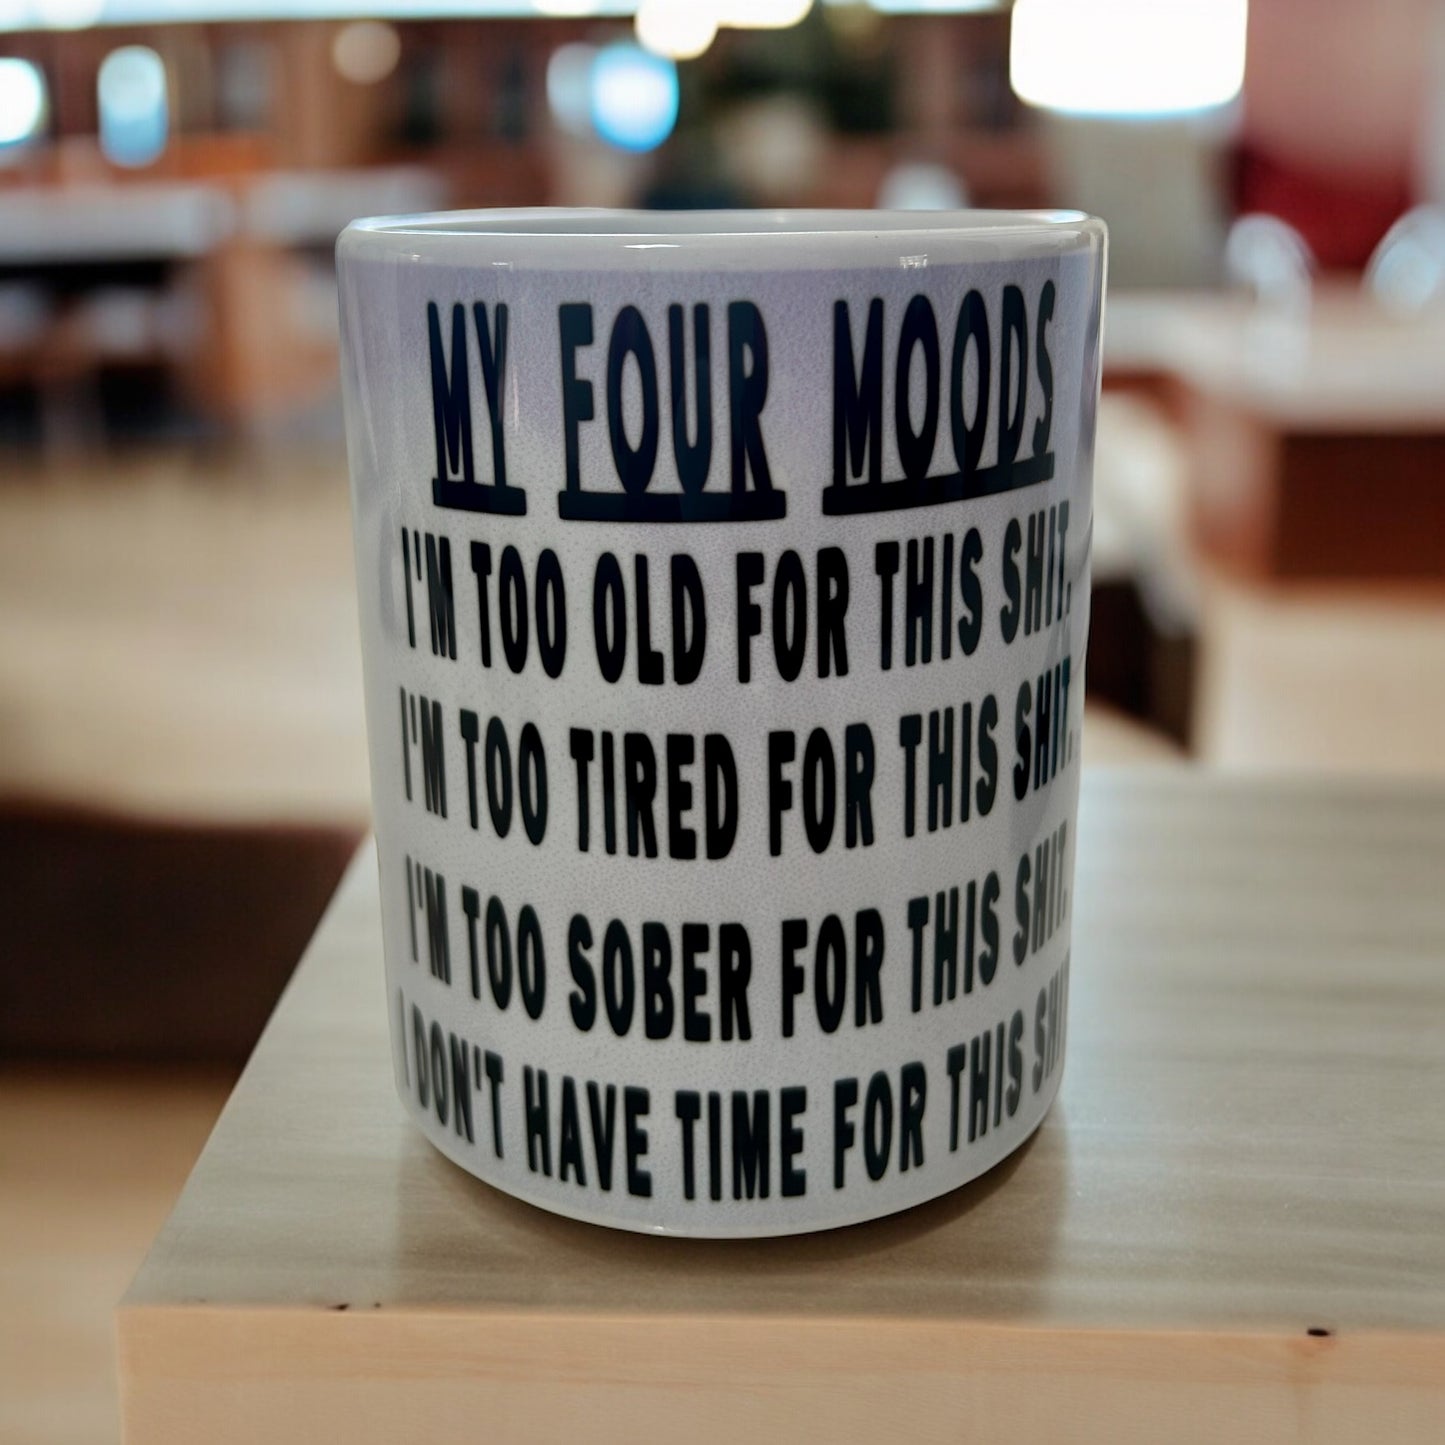 MY FOUR MOODS
I'M TOO OLD FOR THIS SHIT.
I'M TOO TIRED FOR THIS SHIT.
I'M TOO SOBER FOR THIS SHIT.
I DON'T HAVE TIME FOR THIS SHIT